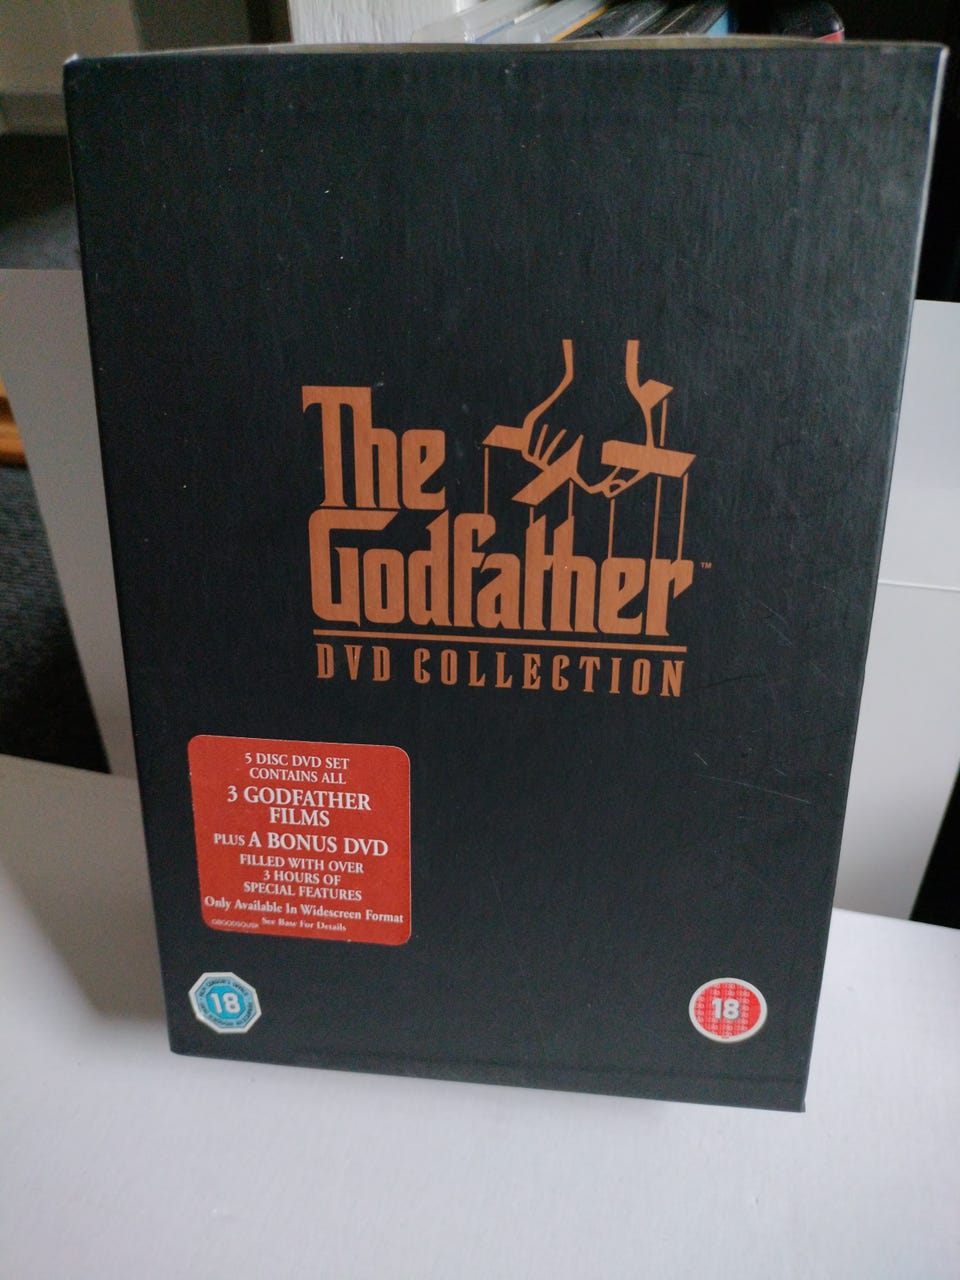 The
Godfather™
DVD COLLECTION
5 DISC DVD SET
CONTAINS ALL
3 GODFATHER
FILMS
PLUS A BONUS DVD
FILLED WITH OVER
3 HOURS OF
SPECIAL FEATURES
Only Available In Widescreen Format
See Base For Details
18
18